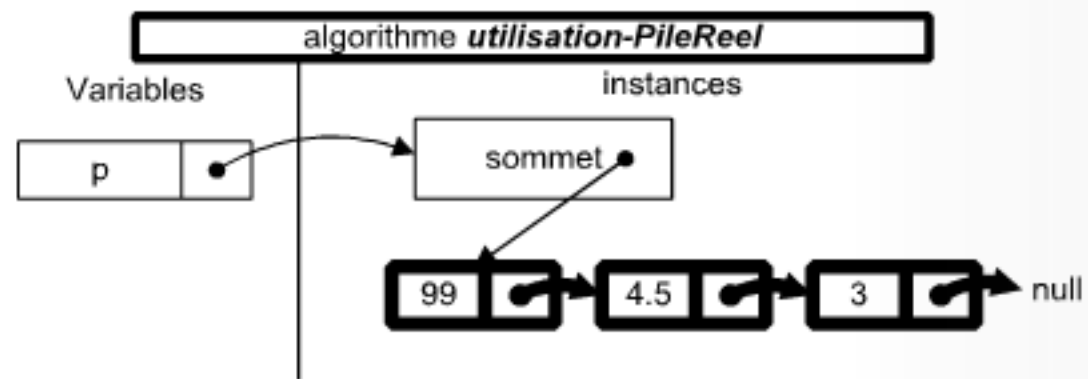 algorithme utilisation-PileReel
Variables
instances
p
sommet
99 4.5 3 null